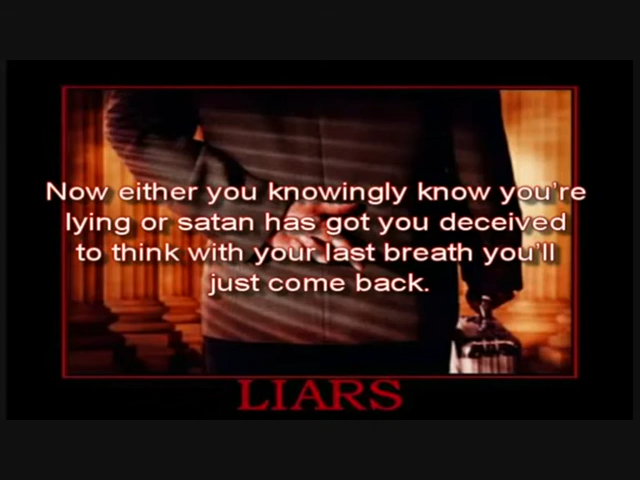 Now either you knowingly know you're
lying or satan has got you deceived
to think with your last breath you'll
just come back.
LIARS